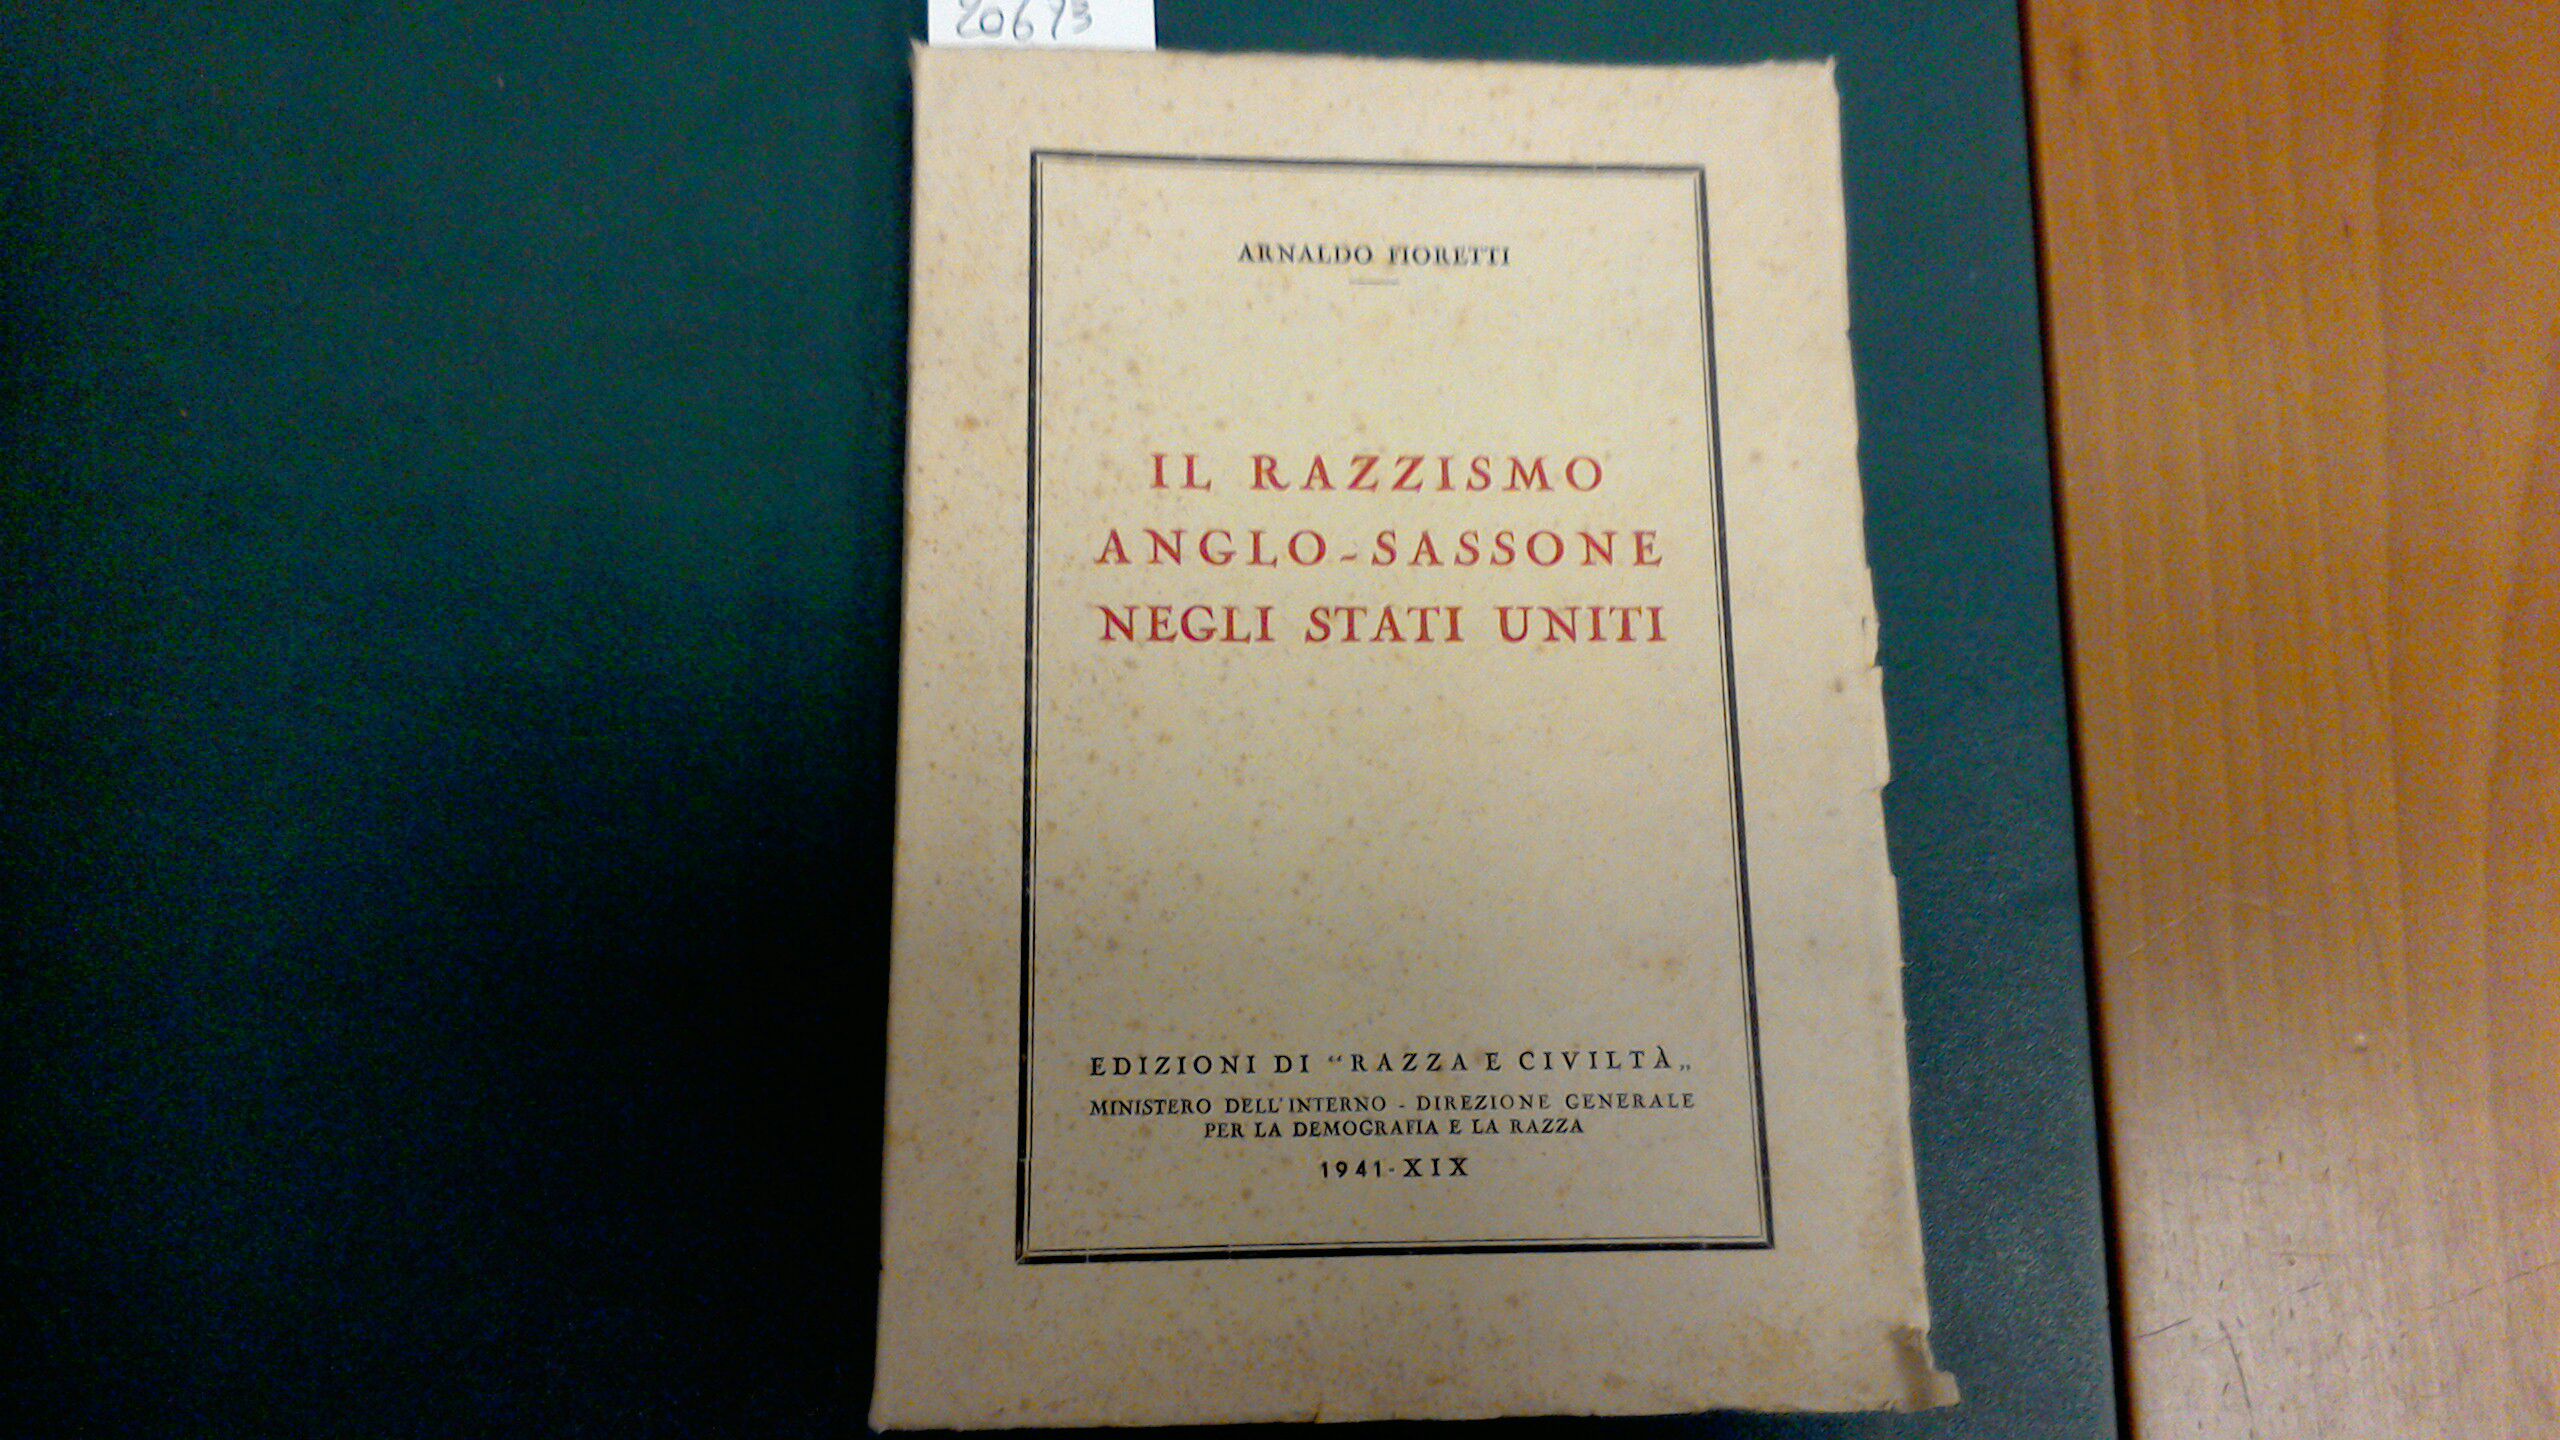 20673
ARNALDO FIORETTI
IL RAZZISMO
ANGLO-SASSONE
NEGLI STATI UNITI
EDIZIONI DI “RAZZA E CIVILTÀ„
MINISTERO DELL'INTERNO - DIREZIONE GENERALE
PER LA DEMOGRAFIA E LA RAZZA
1941-XIX